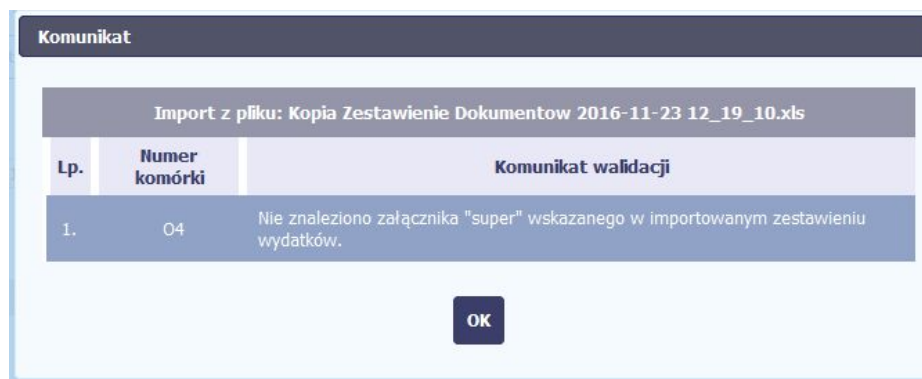 Komunikat
Import z pliku: Kopia Zestawienie Dokumentow 2016-11-23 12_19_10.xls
Lp.
Numer
komórki
Komunikat walidacji
1.
O4
Nie znaleziono załącznika "super" wskazanego w importowanym zestawieniu
wydatków.
OK